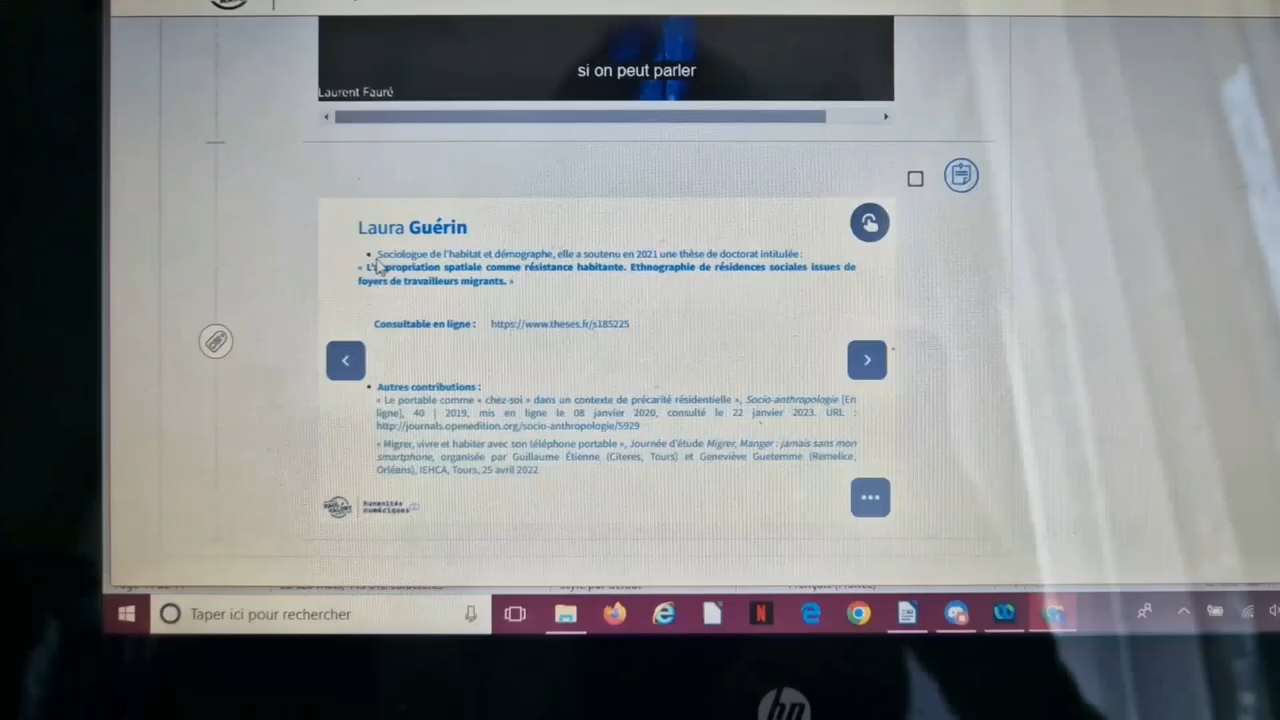 si on peut parler
Laurent Fauré
Laura Guérin
• Sociologue de l'habitat et démographe, elle a soutenu en 2021 une thèse de doctorat intitulée :
propriation spatiale comme résistance habitante. Ethnographie de résidences sociales issues de
foyers de travailleurs migrants. »
Consultable en ligne : https://www.theses.fr/s185225
• Autres contributions :
« Le portable comme « chez-soi » dans un contexte de précarité résidentielle », Socio-anthropologie [En
ligne], 40 | 2019, mis en ligne le 08 janvier 2020, consulté le 22 janvier 2023. URL :
http://journals.openedition.org/socio-anthropologie/5929
« Migrer, vivre et habiter avec son téléphone portable », Journée d'étude Migrer, Manger : jamais sans mon
smartphone, organisée par Guillaume Étienne (Citeres, Tours) et Geneviève Guetemme (Remelice,
Orléans), IEHCA, Tours, 25 avril 2022
Humanités
numériques
Taper ici pour rechercher
hp